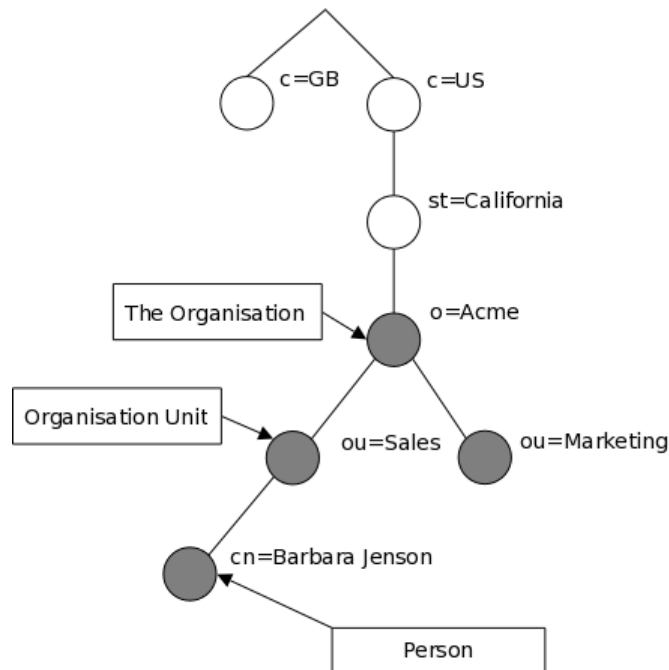 c=GB
c=US
st=California
The Organisation
o=Acme
Organisation Unit
ou=Sales
ou=Marketing
cn=Barbara Jenson
Person